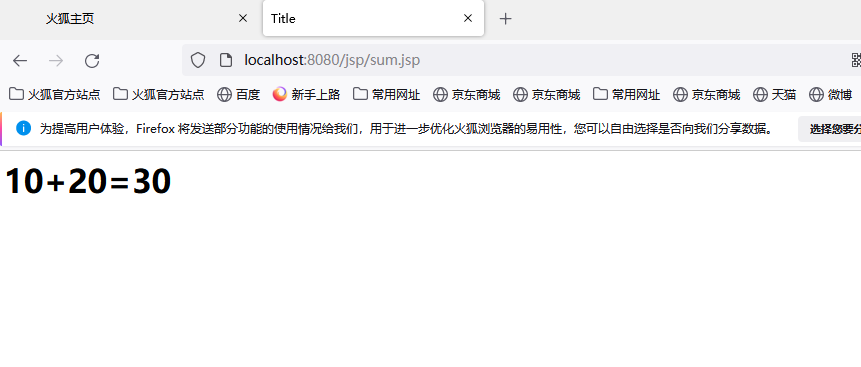 火狐主页
Title
localhost:8080/jsp/sum.jsp
火狐官方站点 火狐官方站点 百度 新手上路 常用网址 京东商城 京东商城 常用网址 京东商城 天猫 微博
为提高用户体验，Firefox 将发送部分功能的使用情况给我们，用于进一步优化火狐浏览器的易用性，您可以自由选择是否向我们分享数据。 选择您要分
10+20=30